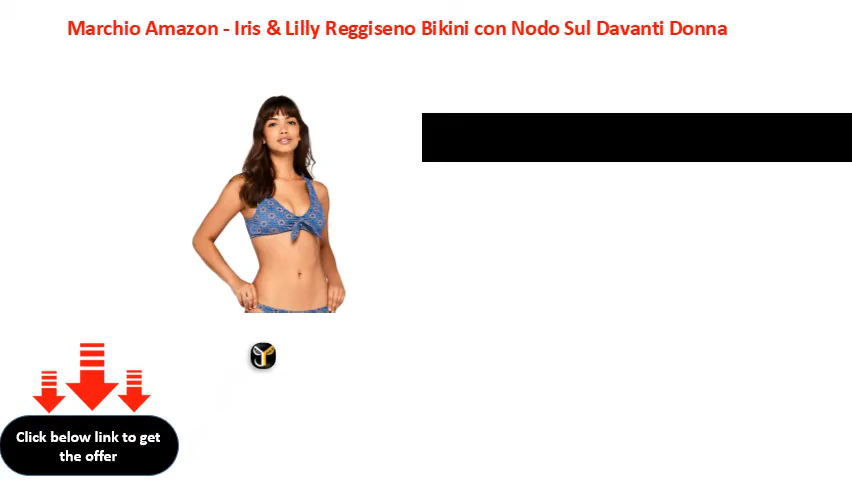 Marchio Amazon - Iris & Lilly Reggiseno Bikini con Nodo Sul Davanti Donna
Click below link to get
the offer